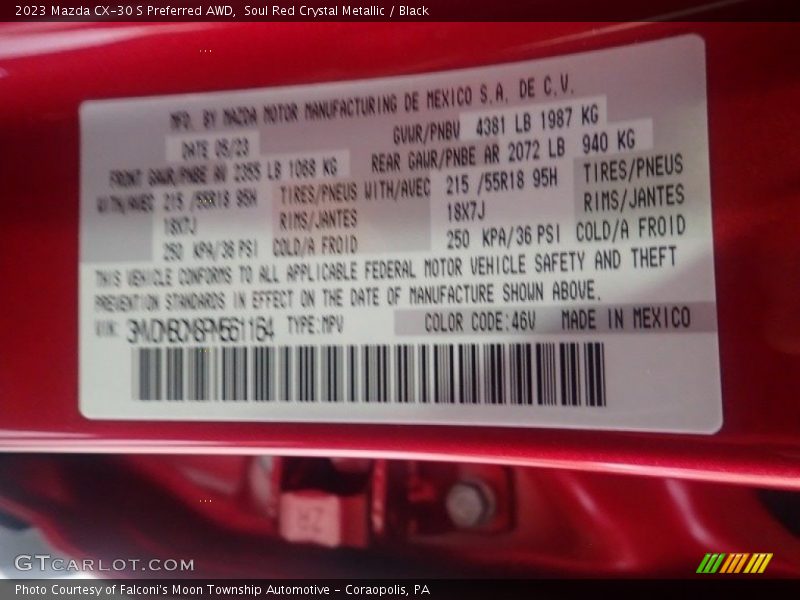 2023 Mazda CX-30 S Preferred AWD,  Soul Red Crystal Metallic / Black
MFD. BY MAZDA MOTOR MANUFACTURING DE MEXICO S.A. DE C.V.
DATE 05/23 GVWR/PNBV 4381 LB 1987 KG
FRONT GAWR/PNBE AV 2355 LB 1068 KG REAR GAWR/PNBE AR 2072 LB 940 KG
WITH/AVEC 215 /55R18 95H TIRES/PNEUS WITH/AVEC 215 /55R18 95H TIRES/PNEUS
18X7J RIMS/JANTES 18X7J RIMS/JANTES
250 KPA/36 PSI COLD/A FROID 250 KPA/36 PSI COLD/A FROID
THIS VEHICLE CONFORMS TO ALL APPLICABLE FEDERAL MOTOR VEHICLE SAFETY AND THEFT
PREVENTION STANDARDS IN EFFECT ON THE DATE OF MANUFACTURE SHOWN ABOVE.
VIN: TYPE:MPV COLOR CODE:46V MADE IN MEXICO
GTCARLOT.COM
Photo Courtesy of Falconi's Moon Township Automotive - Coraopolis, PA